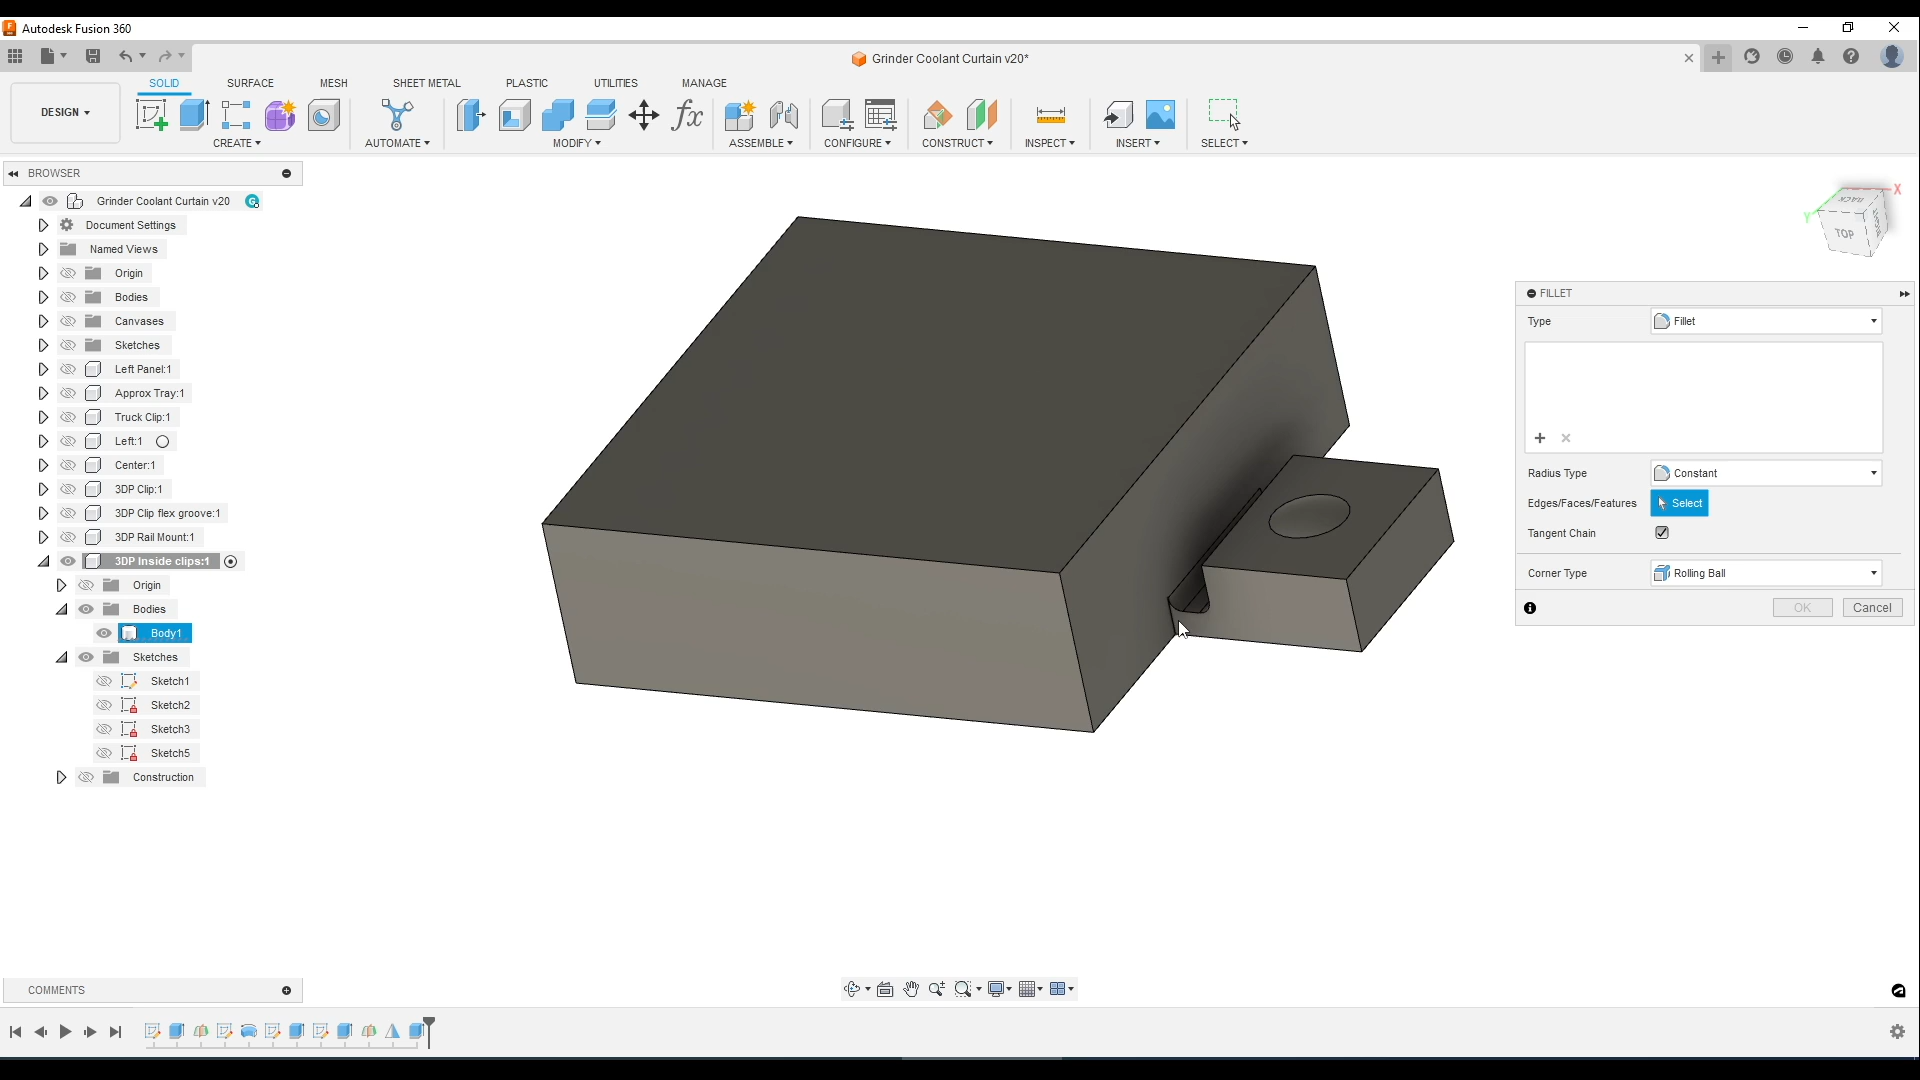 Autodesk Fusion 360
Grinder Coolant Curtain v20*
DESIGN
SOLID
SURFACE
MESH
SHEET METAL
PLASTIC
UTILITIES
MANAGE
CREATE
AUTOMATE
MODIFY
ASSEMBLE
CONFIGURE
CONSTRUCT
INSPECT
INSERT
SELECT
BROWSER
Grinder Coolant Curtain v20
Document Settings
Named Views
Origin
Bodies
Canvases
Sketches
Left Panel:1
Approx Tray:1
Truck Clip:1
Left:1
Center:1
3DP Clip:1
3DP Clip flex groove:1
3DP Rail Mount:1
3DP Inside clips:1
Origin
Bodies
Body1
Sketches
Sketch1
Sketch2
Sketch3
Sketch5
Construction
X
Y
BACK
TOP
FILLET
Type
Fillet
Radius Type
Constant
Edges/Faces/Features
Select
Tangent Chain
Corner Type
Rolling Ball
OK
Cancel
COMMENTS